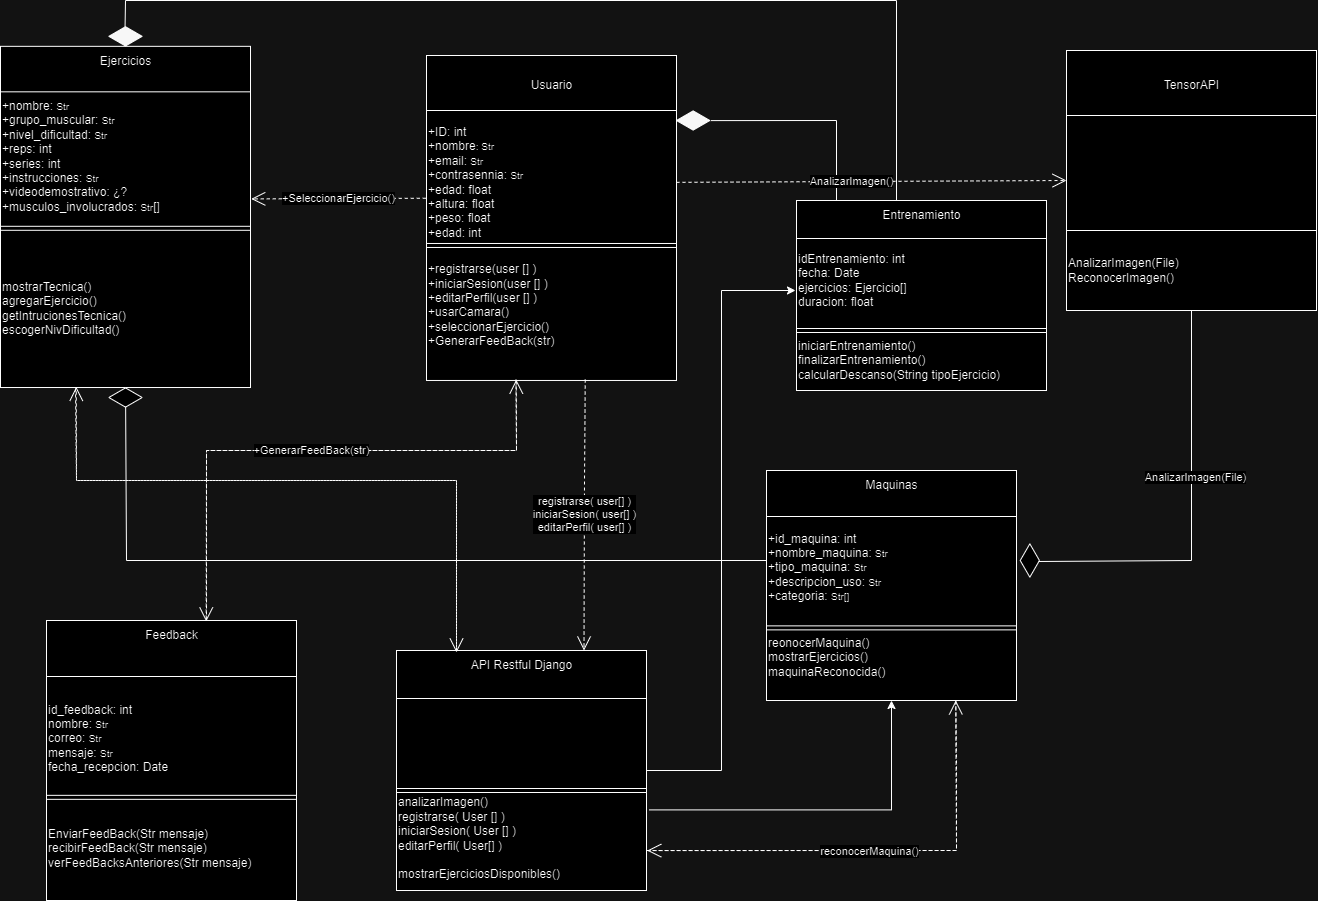 Ejercicios
+nombre: Str
+grupo_muscular: Str
+nivel_dificultad: Str
+reps: int
+series: int
+instrucciones: Str
+videodemostrativo: ¿?
+musculos_involucrados: Str[]
mostrarTecnica()
agregarEjercicio()
getIntrucionesTecnica()
escogerNivDificultad()
+SeleccionarEjercicio()
Usuario
+ID: int
+nombre: Str
+email: Str
+contrasennia: Str
+edad: float
+altura: float
+peso: float
+edad: int
+registrarse(user [] )
+iniciarSesion(user [] )
+editarPerfil(user [] )
+usarCamara()
+seleccionarEjercicio()
+GenerarFeedBack(str)
AnalizarImagen()
TensorAPI
AnalizarImagen(File)
ReconocerImagen()
Entrenamiento
idEntrenamiento: int
fecha: Date
ejercicios: Ejercicio[]
duracion: float
iniciarEntrenamiento()
finalizarEntrenamiento()
calcularDescanso(String tipoEjercicio)
+GenerarFeedBack(str)
registrarse( user[] )
iniciarSesion( user[] )
editarPerfil( user[] )
AnalizarImagen(File)
Maquinas
+id_maquina: int
+nombre_maquina: Str
+tipo_maquina: Str
+descripcion_uso: Str
+categoria: Str[]
reonocerMaquina()
mostrarEjercicios()
maquinaReconocida()
Feedback
id_feedback: int
nombre: Str
correo: Str
mensaje: Str
fecha_recepcion: Date
EnviarFeedBack(Str mensaje)
recibirFeedBack(Str mensaje)
verFeedBacksAnteriores(Str mensaje)
API Restful Django
analizarImagen()
registrarse( User [] )
iniciarSesion( User [] )
editarPerfil( User[] )
mostrarEjerciciosDisponibles()
reconocerMaquina()